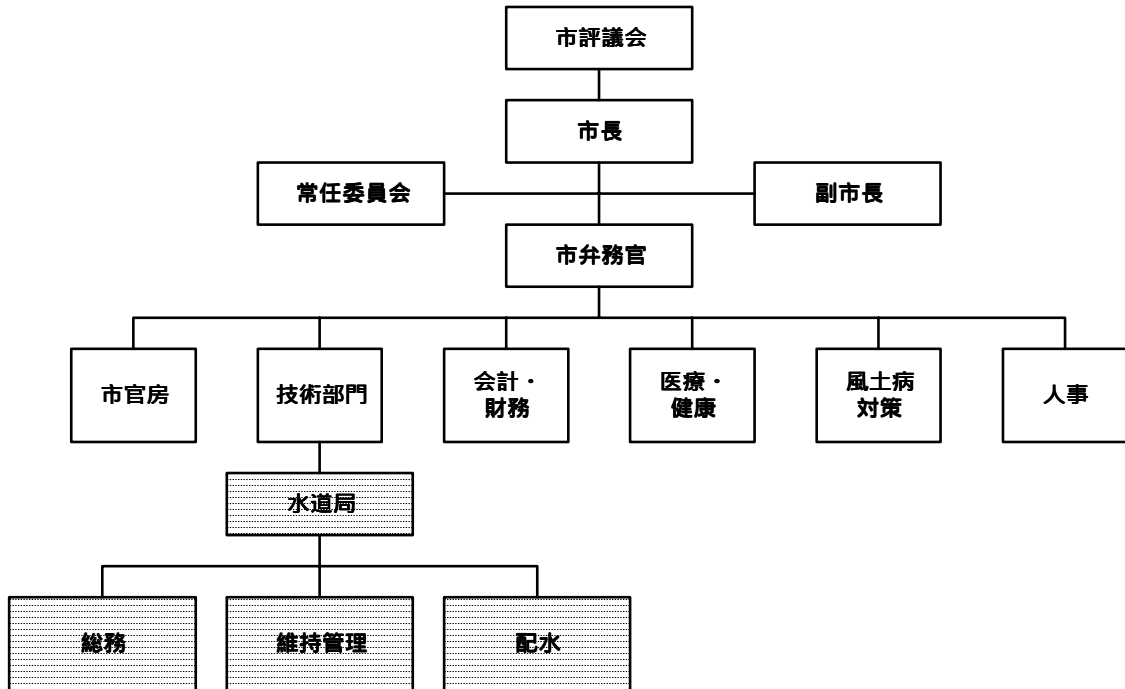 市評議会
市長
常任委員会
副市長
市弁務官
市官房
技術部門
会計・
財務
医療・
健康
風土病
対策
人事
水道局
総務
維持管理
配水